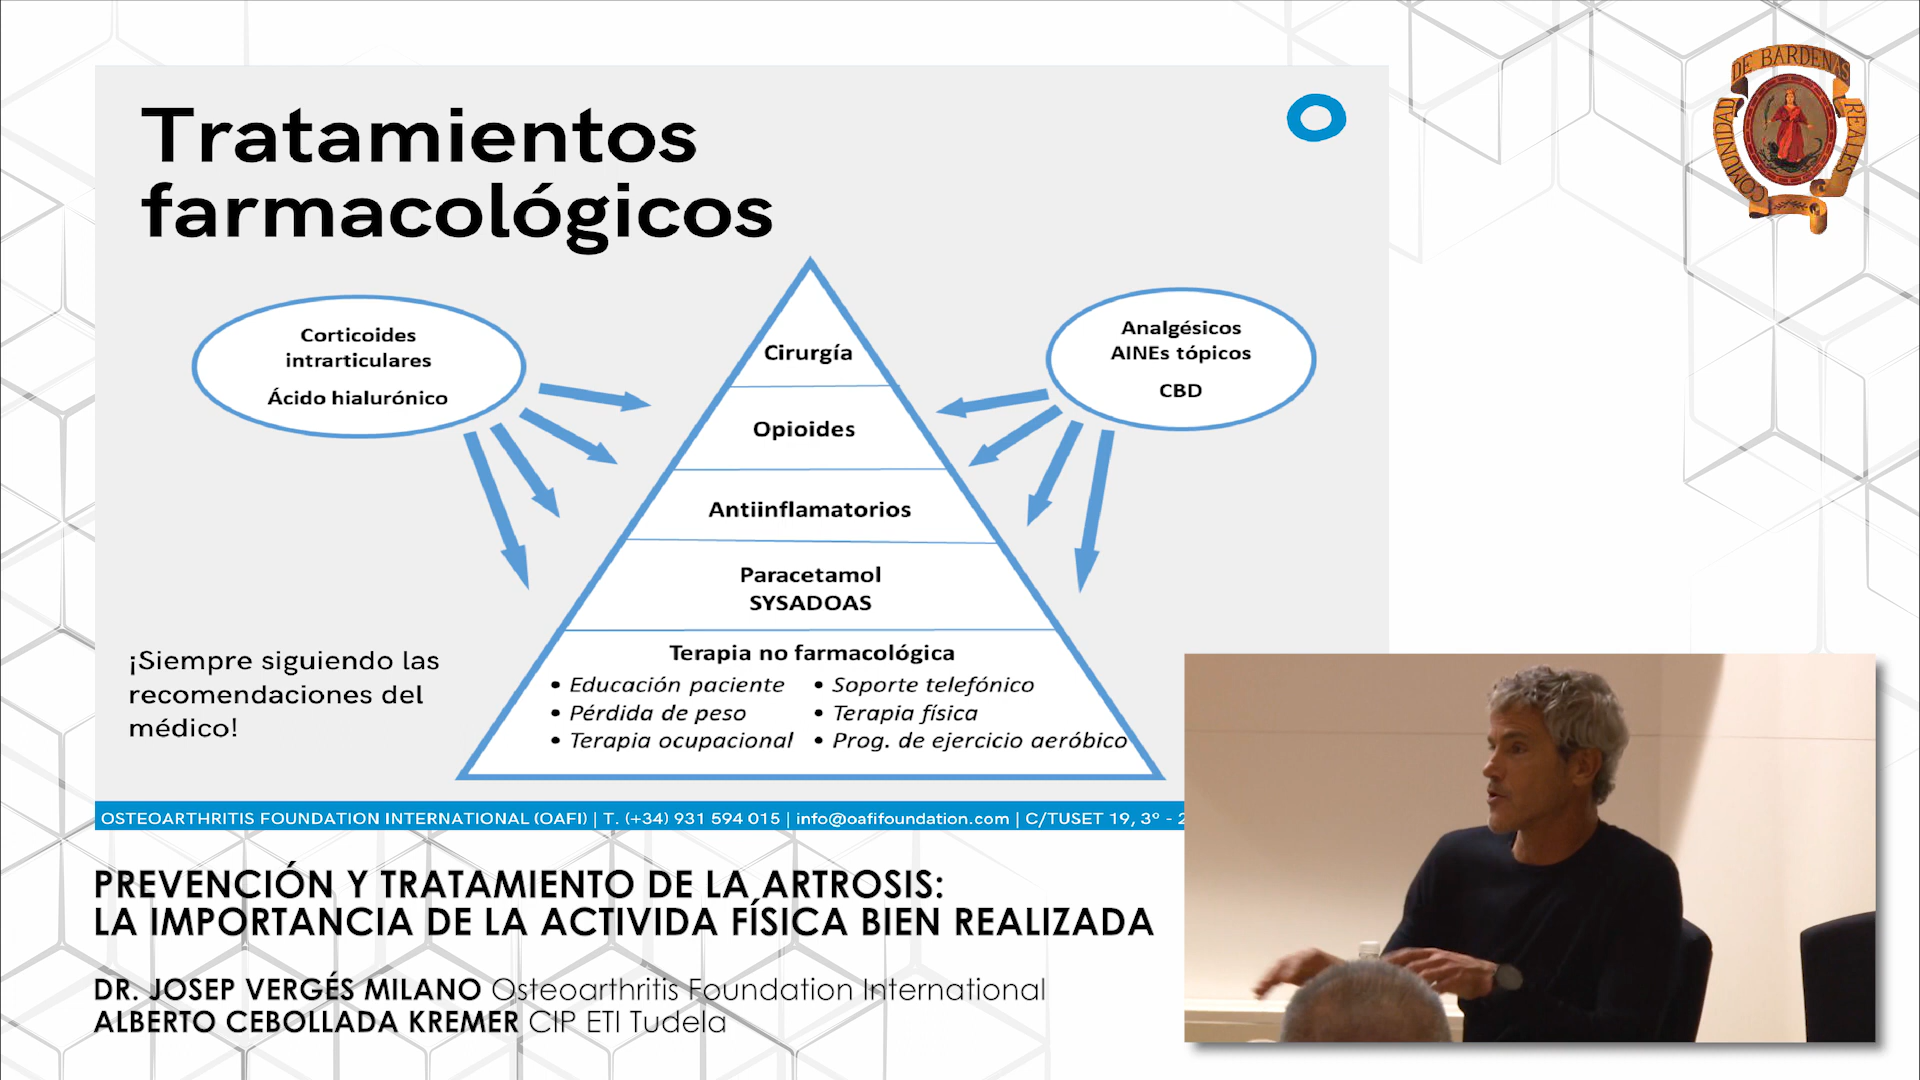 Tratamientos
farmacológicos
Corticoides
intrarticulares
Ácido hialurónico
Analgésicos
AINEs tópicos
CBD
Cirurgía
Opioides
Antiinflamatorios
Paracetamol
SYSADOAS
Terapia no farmacológica
• Educación paciente
• Pérdida de peso
• Terapia ocupacional
• Soporte telefónico
• Terapia física
• Prog. de ejercicio aeróbico
¡Siempre siguiendo las
recomendaciones del
médico!
OSTEOARTHRITIS FOUNDATION INTERNATIONAL (OAFI) | T. (+34) 931 594 015 | info@oafifoundation.com | C/TUSET 19, 3º - 2
COMUNIDAD DE BARDENAS REALES
PREVENCIÓN Y TRATAMIENTO DE LA ARTROSIS:
LA IMPORTANCIA DE LA ACTIVIDA FÍSICA BIEN REALIZADA
DR. JOSEP VERGÉS MILANO Osteoarthritis Foundation International
ALBERTO CEBOLLADA KREMER CIP ETI Tudela